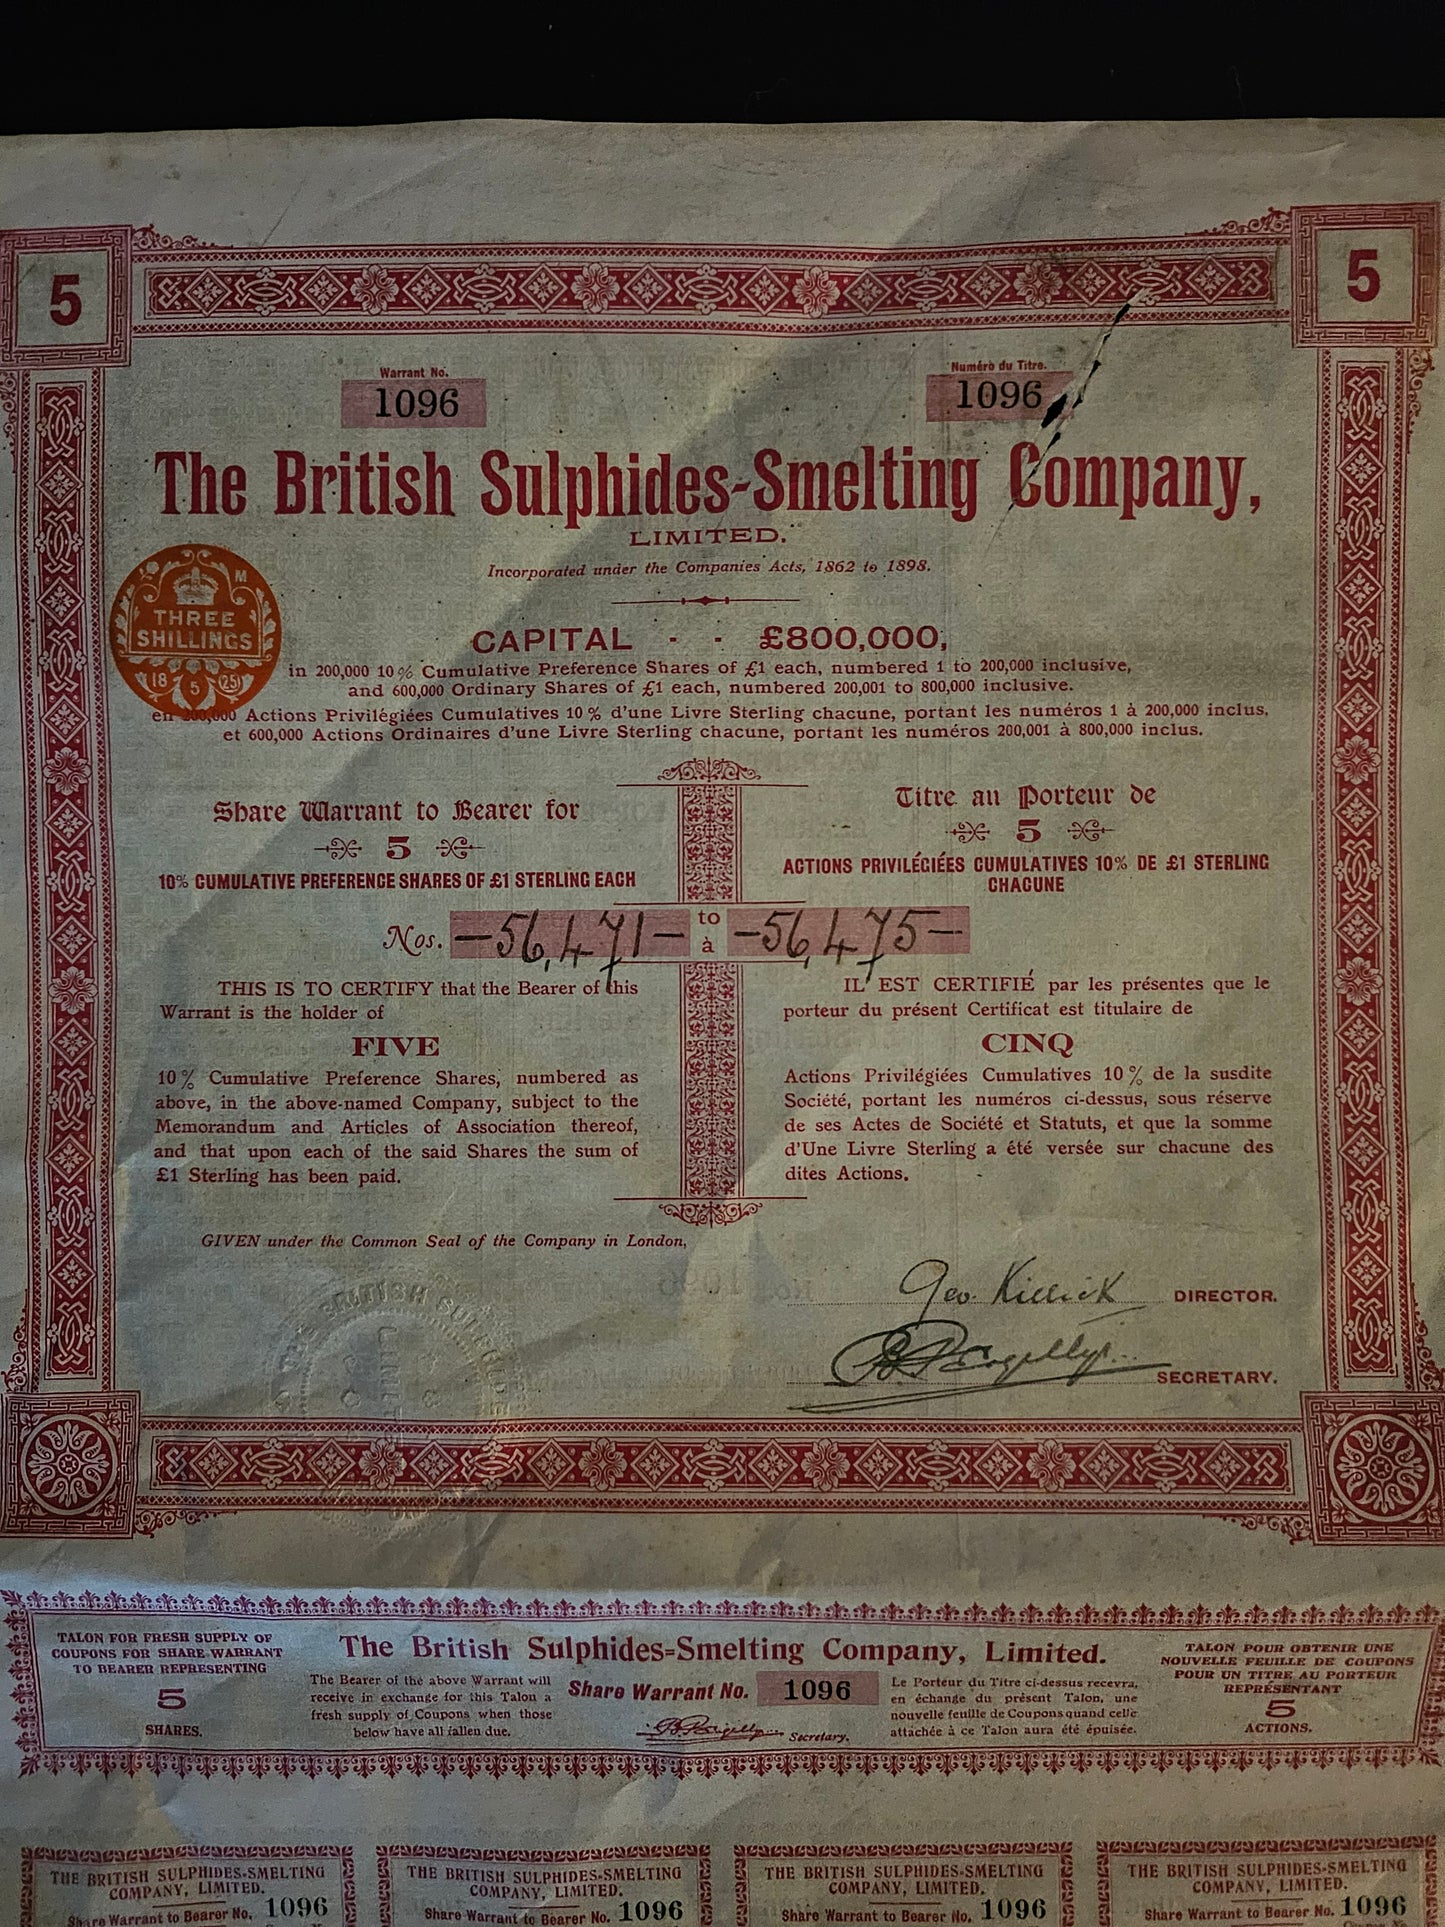 5
5
Warrant No.
1096
Numéro du Titre.
1096
The British Sulphides-Smelting Company,
LIMITED.
Incorporated under the Companies Acts, 1862 to 1898.
M
THREE
SHILLINGS
18 5 (25)
CAPITAL - - £800,000,
in 200,000 10% Cumulative Preference Shares of £1 each, numbered 1 to 200,000 inclusive,
and 600,000 Ordinary Shares of £1 each, numbered 200,001 to 800,000 inclusive.
en 200,000 Actions Privilégiées Cumulatives 10% d'une Livre Sterling chacune, portant les numéros 1 à 200,000 inclus,
et 600,000 Actions Ordinaires d'une Livre Sterling chacune, portant les numéros 200,001 à 800,000 inclus.
Share Warrant to Bearer for
5
10% CUMULATIVE PREFERENCE SHARES OF £1 STERLING EACH
Titre au Porteur de
5
ACTIONS PRIVILÉGIÉES CUMULATIVES 10% DE £1 STERLING
CHACUNE
Nos. —56,471— to —56,475—
à
THIS IS TO CERTIFY that the Bearer of this
Warrant is the holder of
FIVE
10% Cumulative Preference Shares, numbered as
above, in the above-named Company, subject to the
Memorandum and Articles of Association thereof,
and that upon each of the said Shares the sum of
£1 Sterling has been paid.
IL EST CERTIFIÉ par les présentes que le
porteur du présent Certificat est titulaire de
CINQ
Actions Privilégiées Cumulatives 10% de la susdite
Société, portant les numéros ci-dessus, sous réserve
de ses Actes de Société et Statuts, et que la somme
d'Une Livre Sterling a été versée sur chacune des
dites Actions.
GIVEN under the Common Seal of the Company in London,
BRITISH SULPHIDES
LIMITED
Geo. Killick DIRECTOR.
SECRETARY.
TALON FOR FRESH SUPPLY OF
COUPONS FOR SHARE WARRANT
TO BEARER REPRESENTING
5
SHARES.
The British Sulphides-Smelting Company, Limited.
The Bearer of the above Warrant will
receive in exchange for this Talon a
fresh supply of Coupons when those
below have all fallen due.
Share Warrant No. 1096
Secretary.
Le Porteur du Titre ci-dessus recevra,
en échange du présent Talon, une
nouvelle feuille de Coupons quand celle
attachée à ce Talon aura été épuisée.
TALON POUR OBTENIR UNE
NOUVELLE FEUILLE DE COUPONS
POUR UN TITRE AU PORTEUR
REPRÉSENTANT
5
ACTIONS.
THE BRITISH SULPHIDES-SMELTING
COMPANY, LIMITED.
Share Warrant to Bearer No. 1096
THE BRITISH SULPHIDES-SMELTING
COMPANY, LIMITED.
Share Warrant to Bearer No. 1096
THE BRITISH SULPHIDES-SMELTING
COMPANY, LIMITED.
Share Warrant to Bearer No. 1096
THE BRITISH SULPHIDES-SMELTING
COMPANY, LIMITED.
Share Warrant to Bearer No. 1096